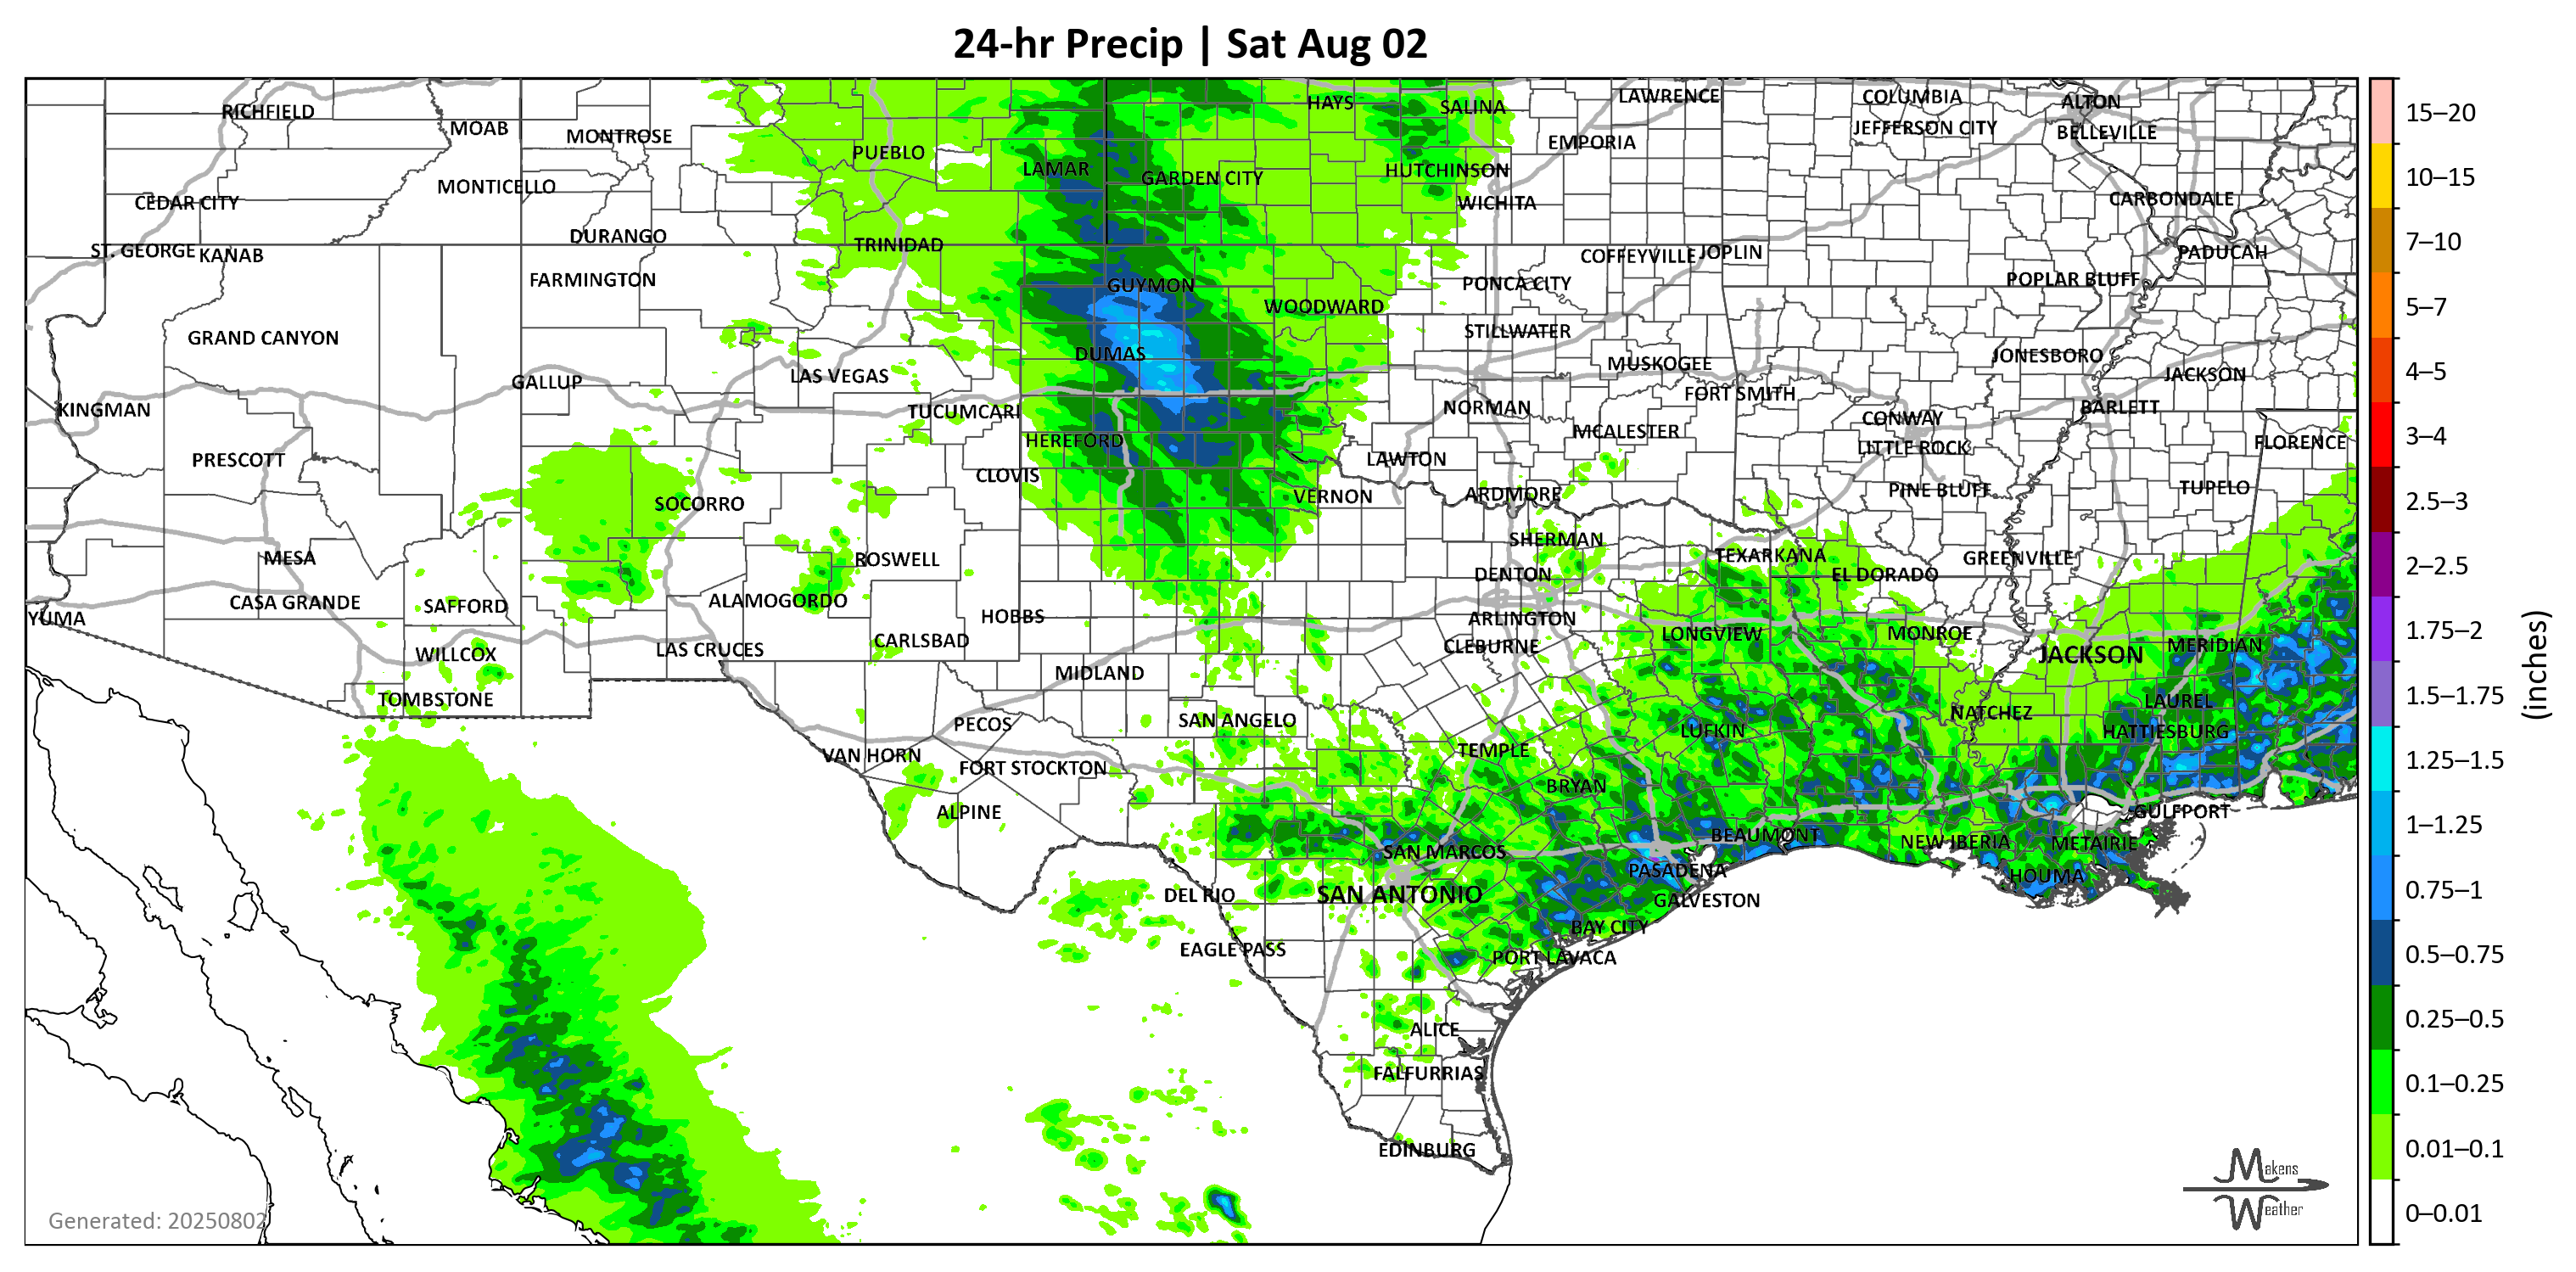 24-hr Precip | Sat Aug 02
RICHFIELD
MOAB
MONTROSE
PUEBLO
LAMAR
GARDEN CITY
HAYS
SALINA
LAWRENCE
COLUMBIA
ALTON
EMPORIA
JEFFERSON CITY
BELLEVILLE
HUTCHINSON
CEDAR CITY
MONTICELLO
WICHITA
CARBONDALE
ST. GEORGE
KANAB
DURANGO
TRINIDAD
COFFEYVILLE
JOPLIN
PADUCAH
FARMINGTON
GUYMON
WOODWARD
PONCA CITY
POPLAR BLUFF
GRAND CANYON
STILLWATER
DUMAS
MUSKOGEE
JONESBORO
GALLUP
LAS VEGAS
FORT SMITH
JACKSON
KINGMAN
TUCUMCARI
NORMAN
CONWAY
BARLETT
PRESCOTT
HEREFORD
MCALESTER
LITTLE ROCK
FLORENCE
CLOVIS
LAWTON
SOCORRO
VERNON
ARDMORE
PINE BLUFF
TUPELO
MESA
ROSWELL
SHERMAN
TEXARKANA
GREENVILLE
DENTON
EL DORADO
YUMA
CASA GRANDE
SAFFORD
ALAMOGORDO
HOBBS
ARLINGTON
WILLCOX
LAS CRUCES
CARLSBAD
CLEBURNE
LONGVIEW
MONROE
JACKSON
MERIDIAN
TOMBSTONE
MIDLAND
LAUREL
PECOS
SAN ANGELO
NATCHEZ
VAN HORN
FORT STOCKTON
TEMPLE
LUFKIN
HATTIESBURG
ALPINE
BRYAN
GULFPORT
SAN MARCOS
BEAUMONT
NEW IBERIA
METAIRIE
DEL RIO
SAN ANTONIO
PASADENA
HOUMA
GALVESTON
EAGLE PASS
BAY CITY
PORT LAVACA
ALICE
FALFURRIAS
EDINBURG
Generated: 20250802
Makens
Weather
15–20
10–15
7–10
5–7
4–5
3–4
2.5–3
2–2.5
1.75–2
1.5–1.75
1.25–1.5
1–1.25
0.75–1
0.5–0.75
0.25–0.5
0.1–0.25
0.01–0.1
0–0.01
(inches)